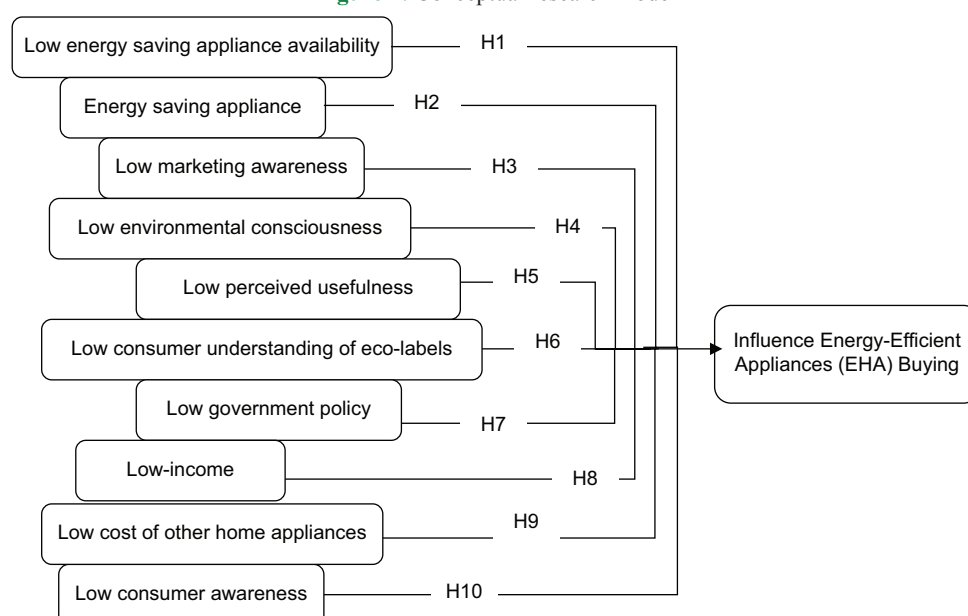 Low energy saving appliance availability H1
Energy saving appliance H2
Low marketing awareness H3
Low environmental consciousness H4
Low perceived usefulness H5
Low consumer understanding of eco-labels H6
Influence Energy-Efficient
Appliances (EHA) Buying
Low government policy H7
Low-income H8
Low cost of other home appliances H9
Low consumer awareness H10